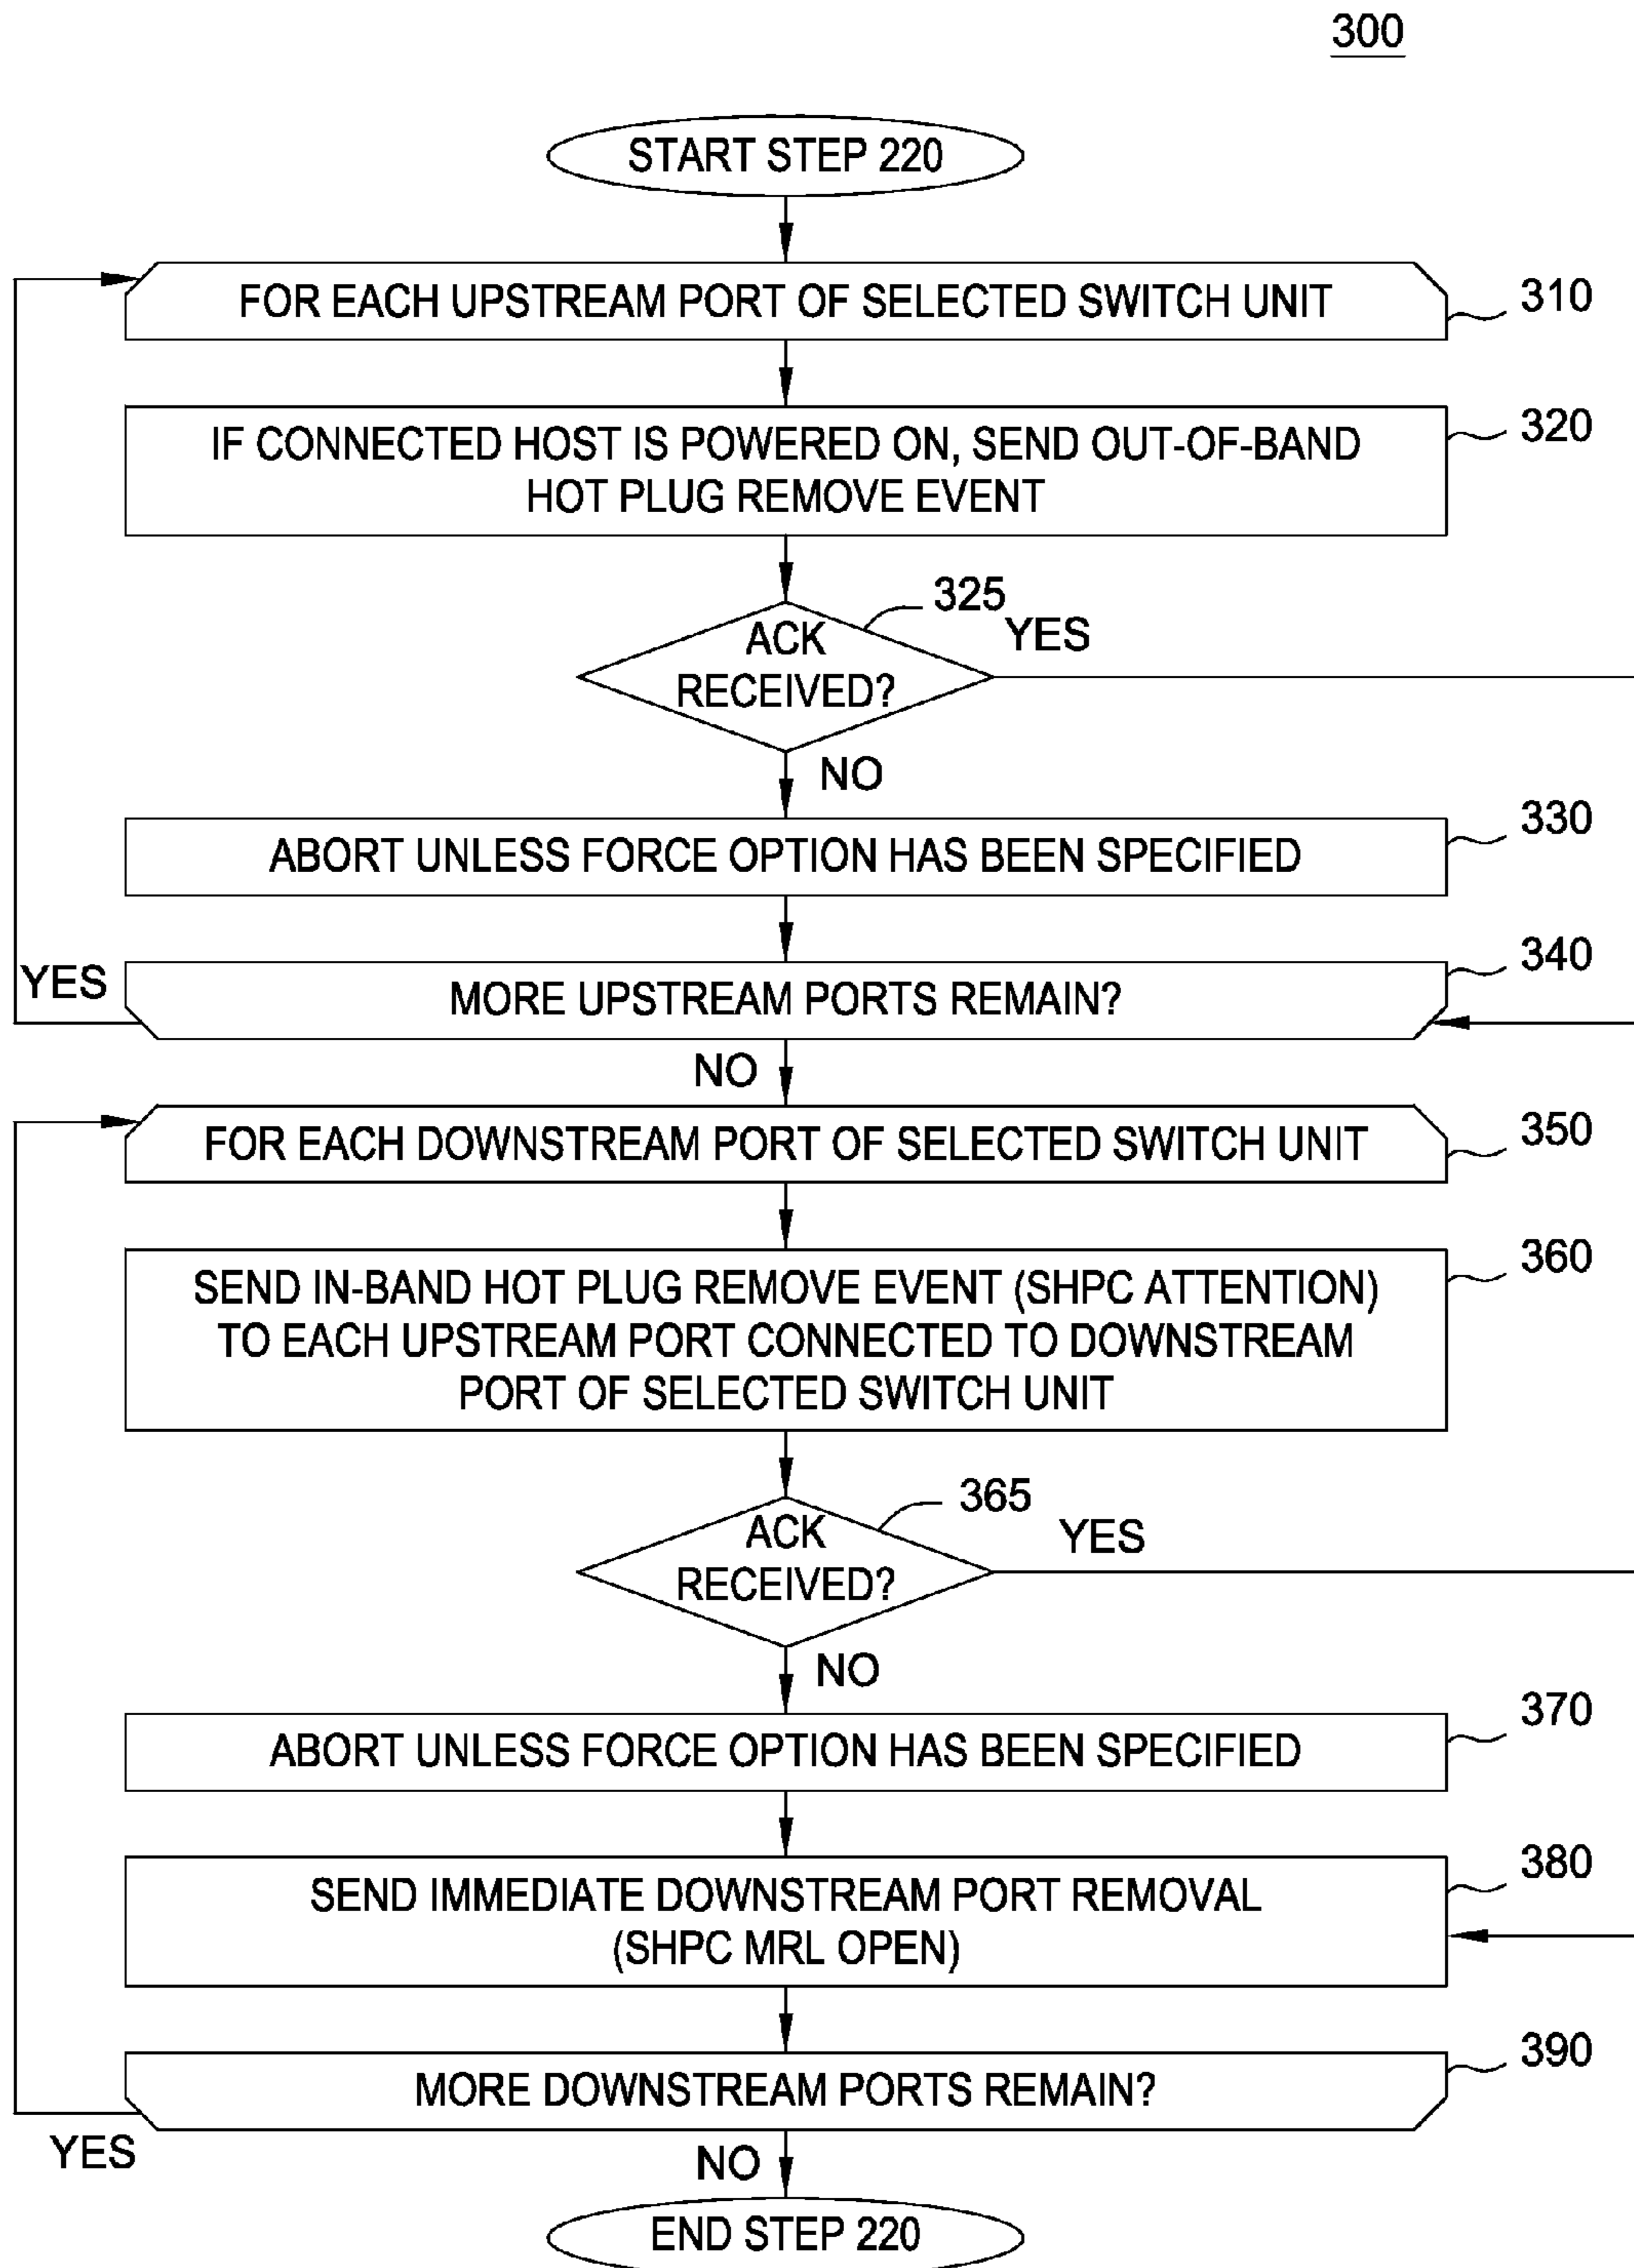 300
START STEP 220
FOR EACH UPSTREAM PORT OF SELECTED SWITCH UNIT
310
IF CONNECTED HOST IS POWERED ON, SEND OUT-OF-BAND
HOT PLUG REMOVE EVENT
320
325
ACK
RECEIVED?
YES
NO
ABORT UNLESS FORCE OPTION HAS BEEN SPECIFIED
330
MORE UPSTREAM PORTS REMAIN?
340
YES
NO
FOR EACH DOWNSTREAM PORT OF SELECTED SWITCH UNIT
350
SEND IN-BAND HOT PLUG REMOVE EVENT (SHPC ATTENTION)
TO EACH UPSTREAM PORT CONNECTED TO DOWNSTREAM
PORT OF SELECTED SWITCH UNIT
360
365
ACK
RECEIVED?
YES
NO
ABORT UNLESS FORCE OPTION HAS BEEN SPECIFIED
370
SEND IMMEDIATE DOWNSTREAM PORT REMOVAL
(SHPC MRL OPEN)
380
MORE DOWNSTREAM PORTS REMAIN?
390
YES
NO
END STEP 220